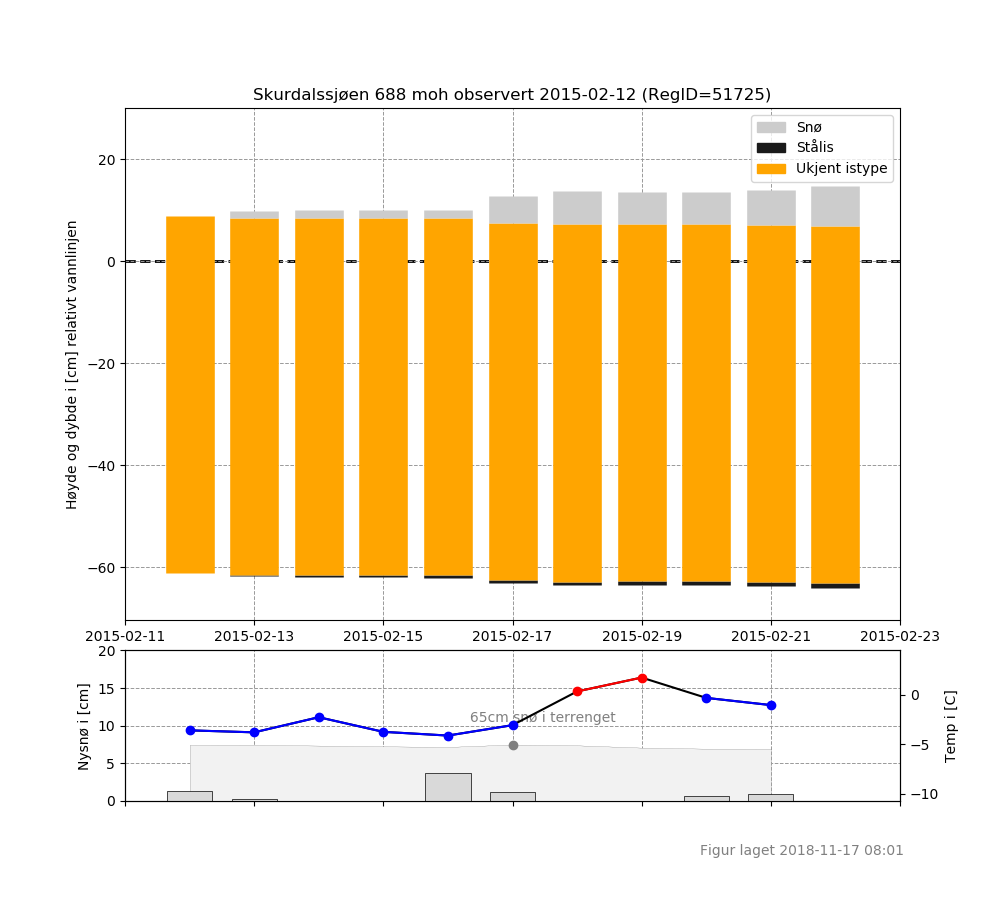 Skurdalssjøen 688 moh observert 2015-02-12 (RegID=51725)
Snø
Stålis
Ukjent istype
Høyde og dybde i [cm] relativt vannlinjen
20
0
−20
−40
−60
2015-02-11 2015-02-13 2015-02-15 2015-02-17 2015-02-19 2015-02-21 2015-02-23
Nysnø i [cm]
20
15
10
5
0
65cm snø i terrenget
0
−5
−10
Temp i [C]
Figur laget 2018-11-17 08:01